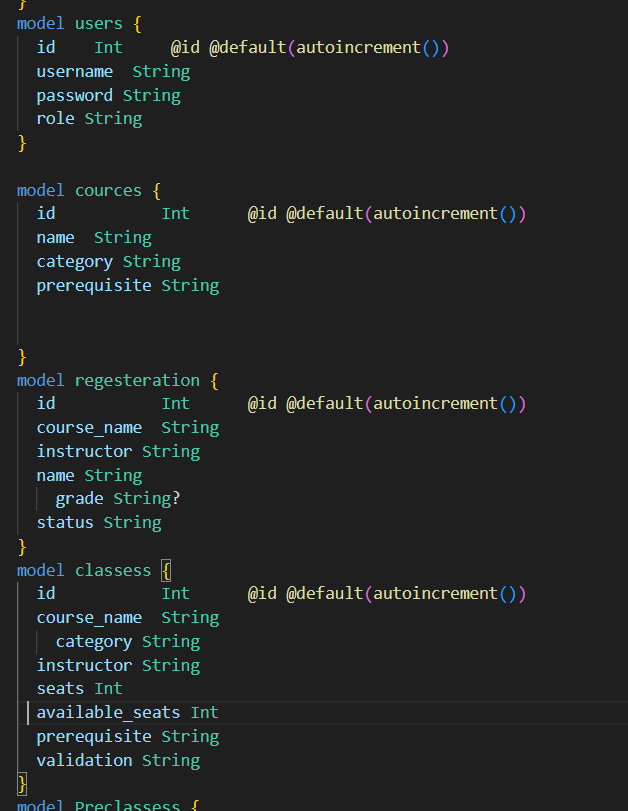 }
model users {
id Int @id @default(autoincrement())
username String
password String
role String
}
model cources {
id Int @id @default(autoincrement())
name String
category String
prerequisite String
}
model regesteration {
id Int @id @default(autoincrement())
course_name String
instructor String
name String
grade String?
status String
}
model classess {
id Int @id @default(autoincrement())
course_name String
category String
instructor String
seats Int
available_seats Int
prerequisite String
validation String
}
model Preclassess {